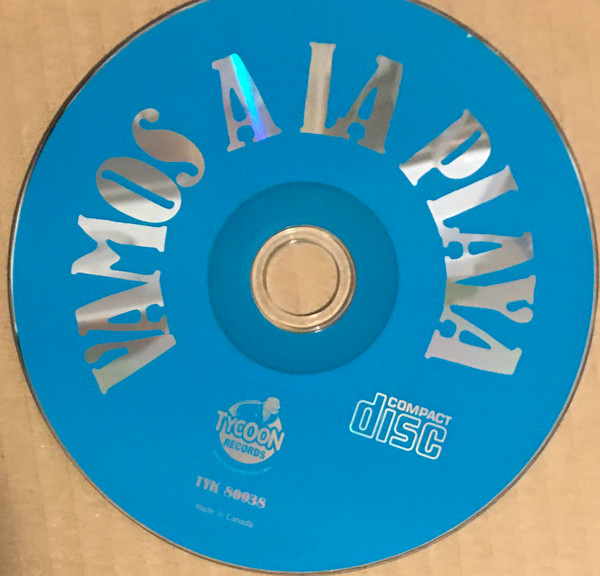 VAMOS A LA PLAYA
TYCOON
RECORDS
COMPACT
disc
TYK 80938
Made in Canada